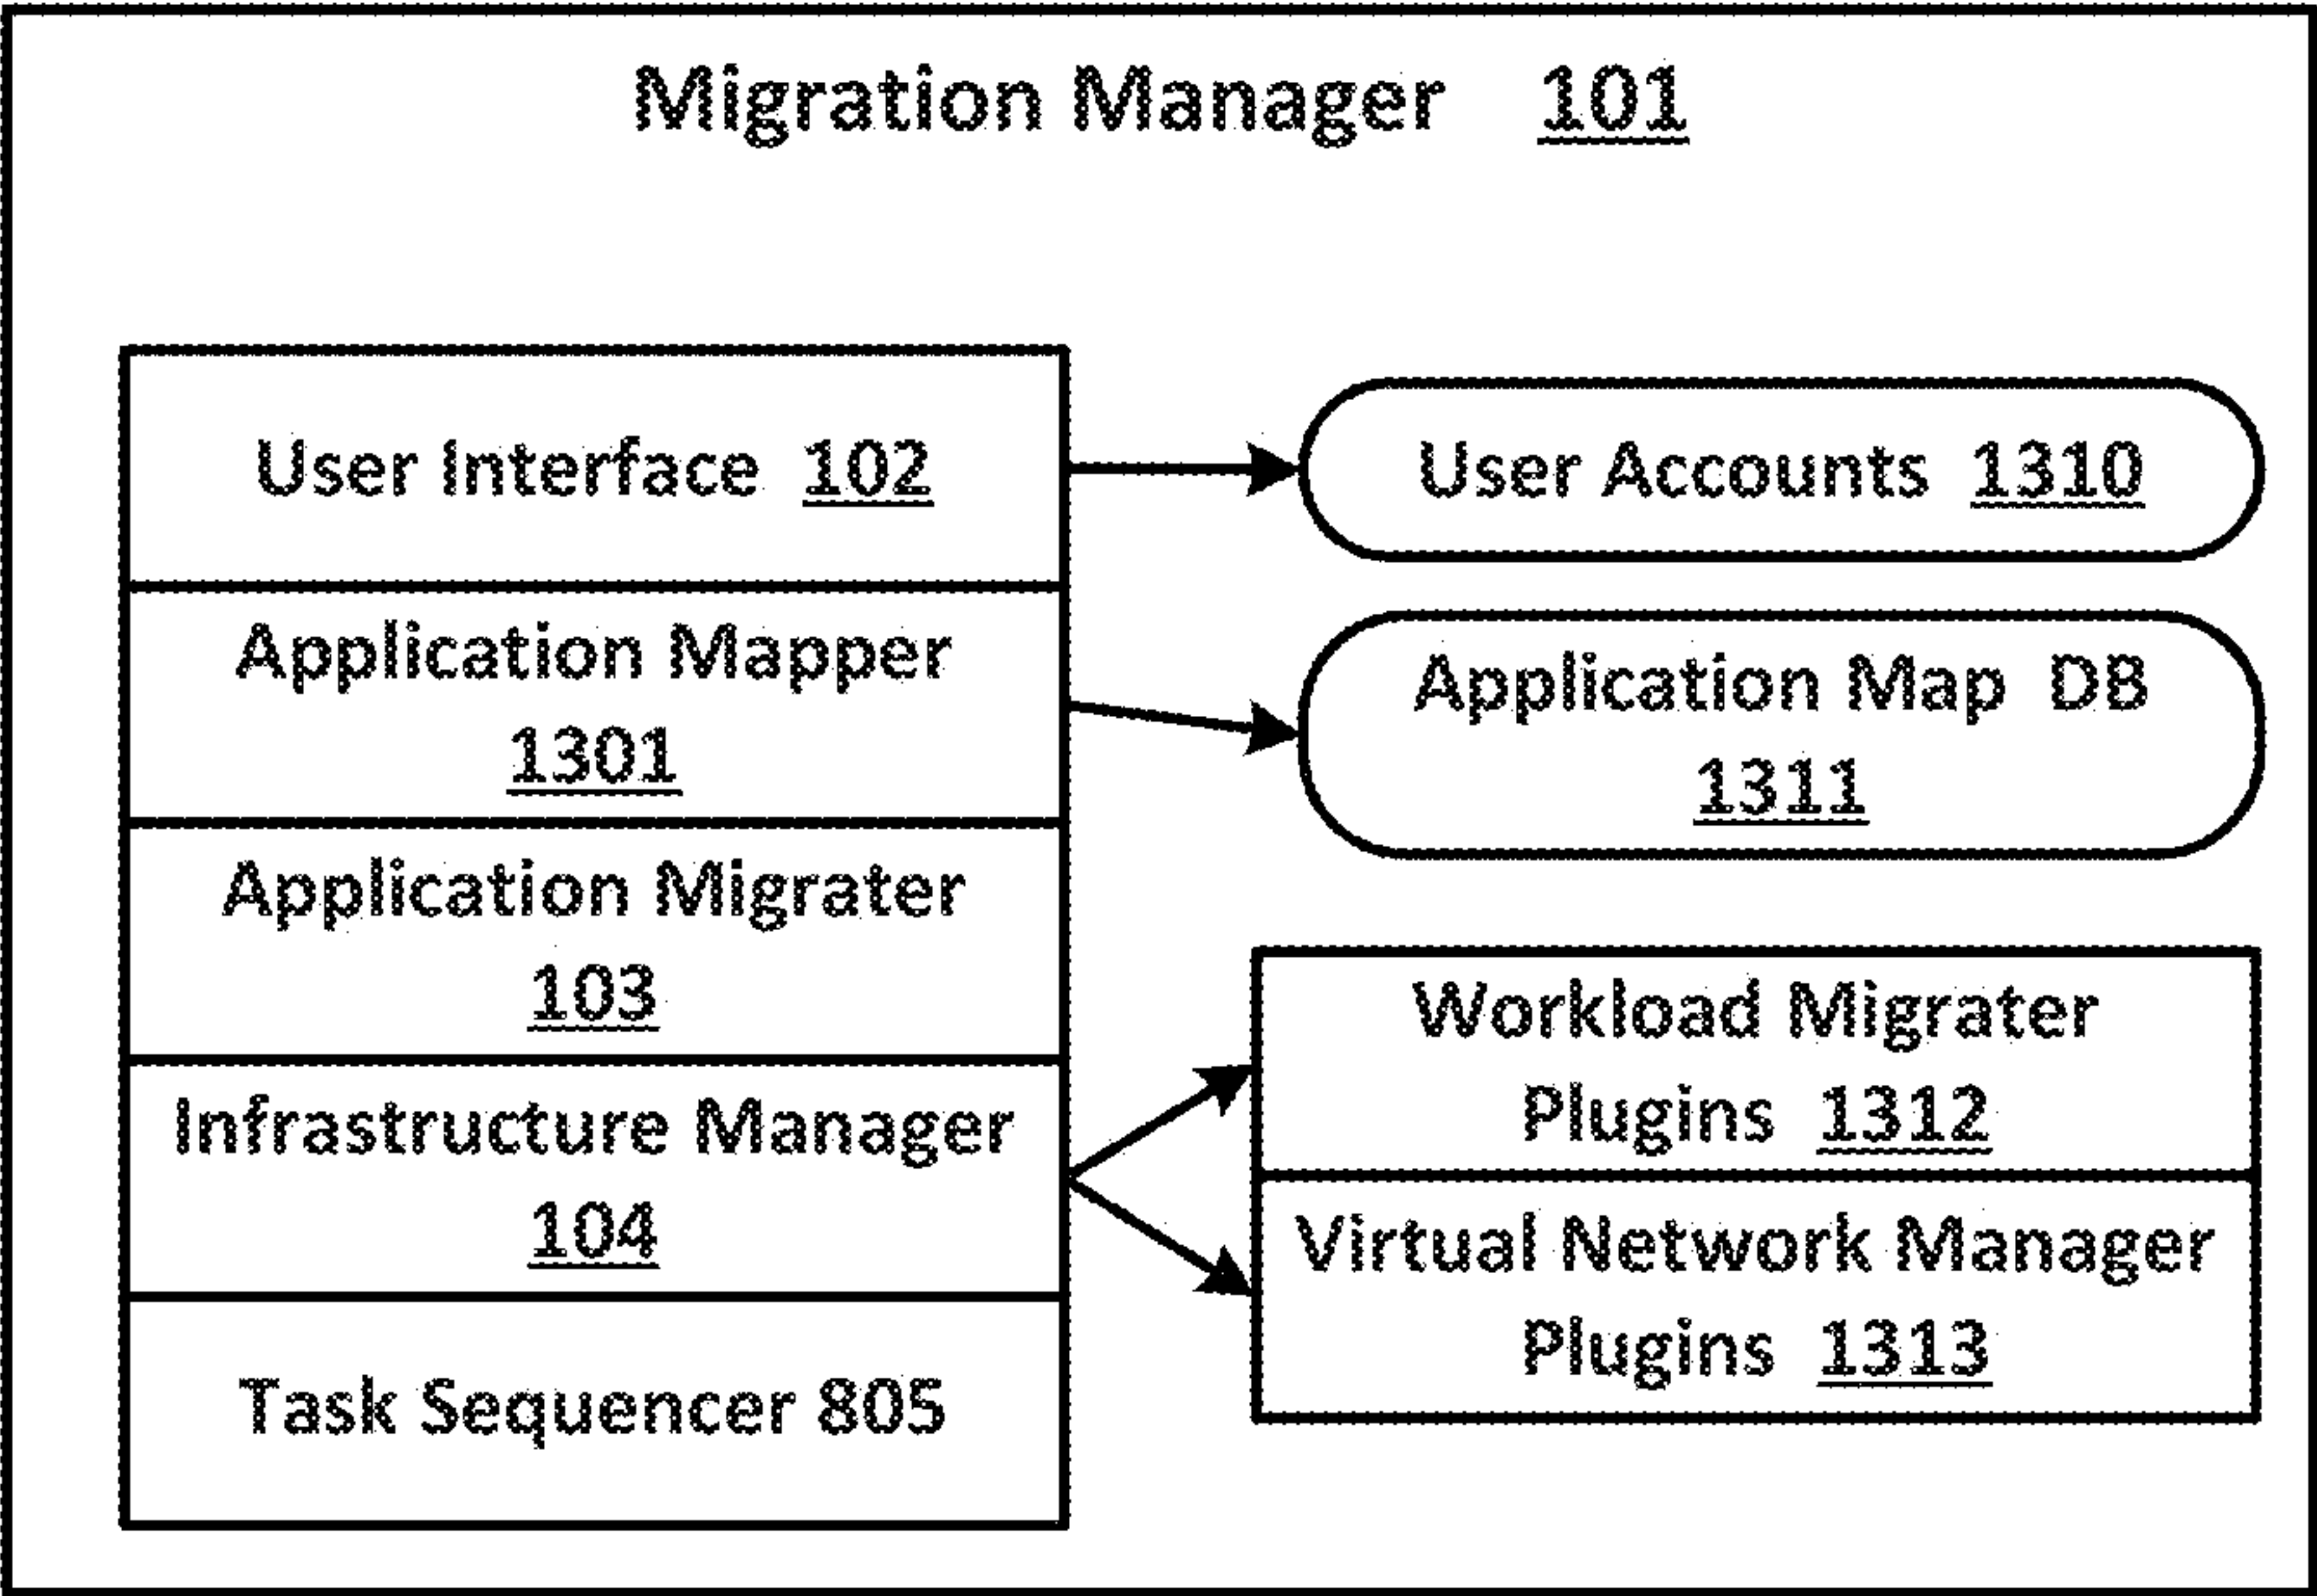 Migration Manager 101
User Interface 102
Application Mapper
1301
Application Migrater
103
Infrastructure Manager
104
Task Sequencer 805
User Accounts 1310
Application Map DB
1311
Workload Migrater
Plugins 1312
Virtual Network Manager
Plugins 1313